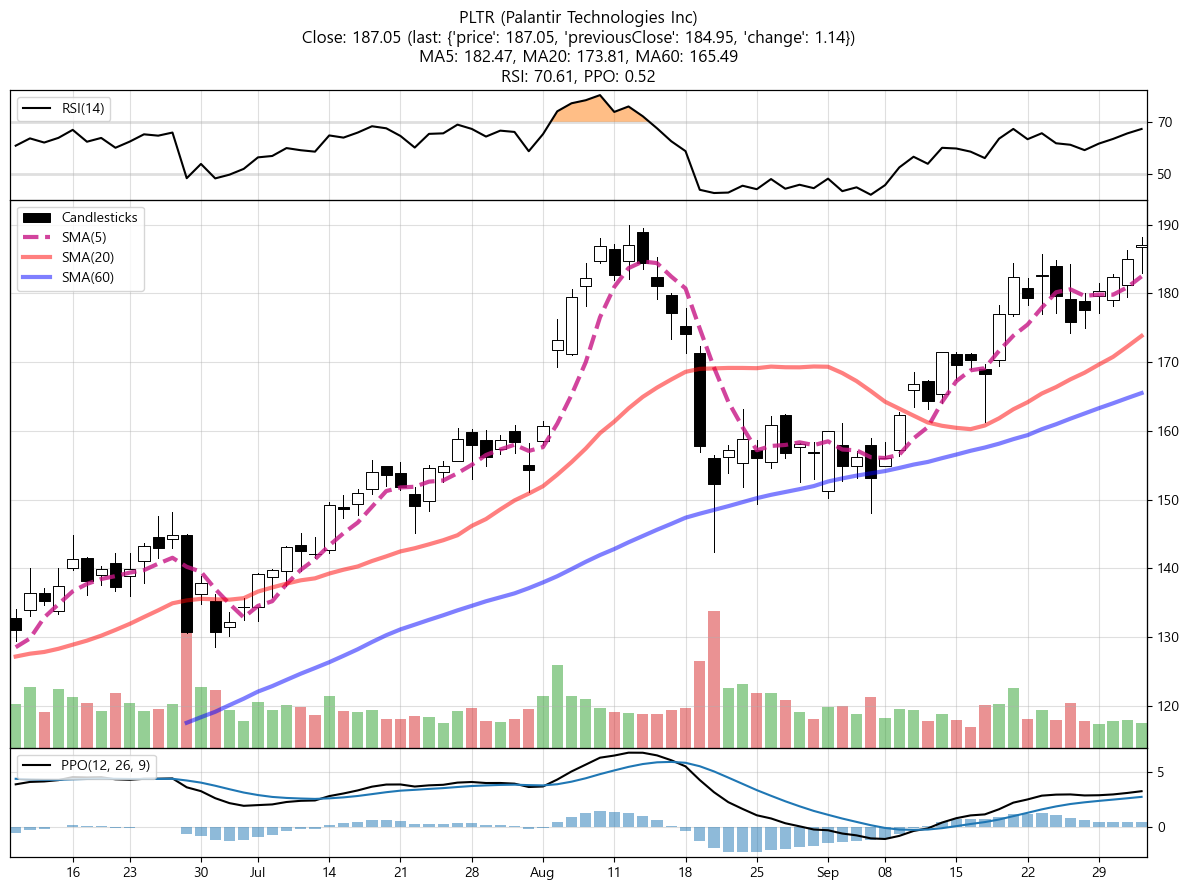 PLTR (Palantir Technologies Inc)
Close: 187.05 (last: {'price': 187.05, 'previousClose': 184.95, 'change': 1.14})
MA5: 182.47, MA20: 173.81, MA60: 165.49
RSI: 70.61, PPO: 0.52
RSI(14)
70
50
Candlesticks
SMA(5)
SMA(20)
SMA(60)
190
180
170
160
150
140
130
120
PPO(12, 26, 9)
5
0
16 23 30 Jul 14 21 28 Aug 11 18 25 Sep 08 15 22 29